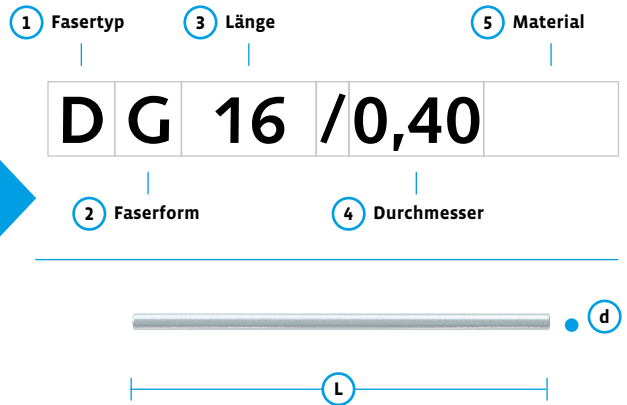 1 Fasertyp 3 Länge 5 Material
D G 16 /0,40
2 Faserform 4 Durchmesser
d
L